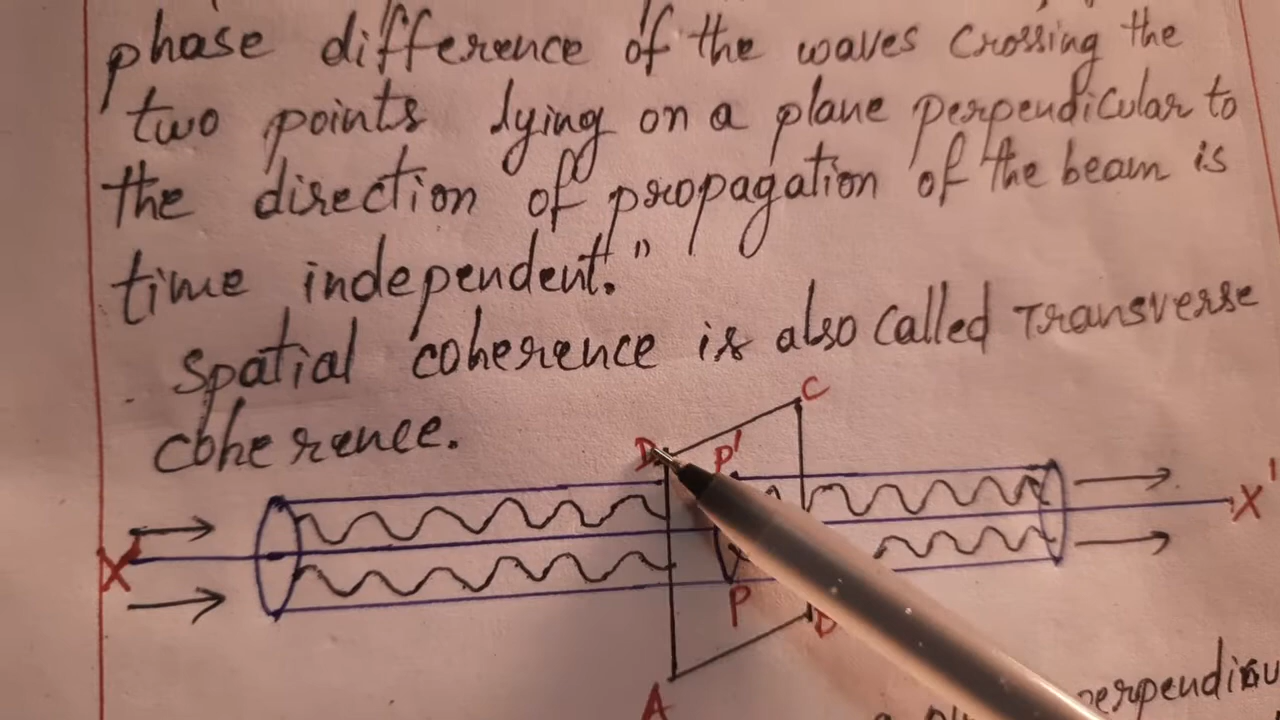 phase difference of the waves crossing the
two points lying on a plane perpendicular to
the direction of propagation of the beam is
time independent."
spatial coherence is also called Transverse
coherence.
C
D P'
X X'
P B
A
perpendicu